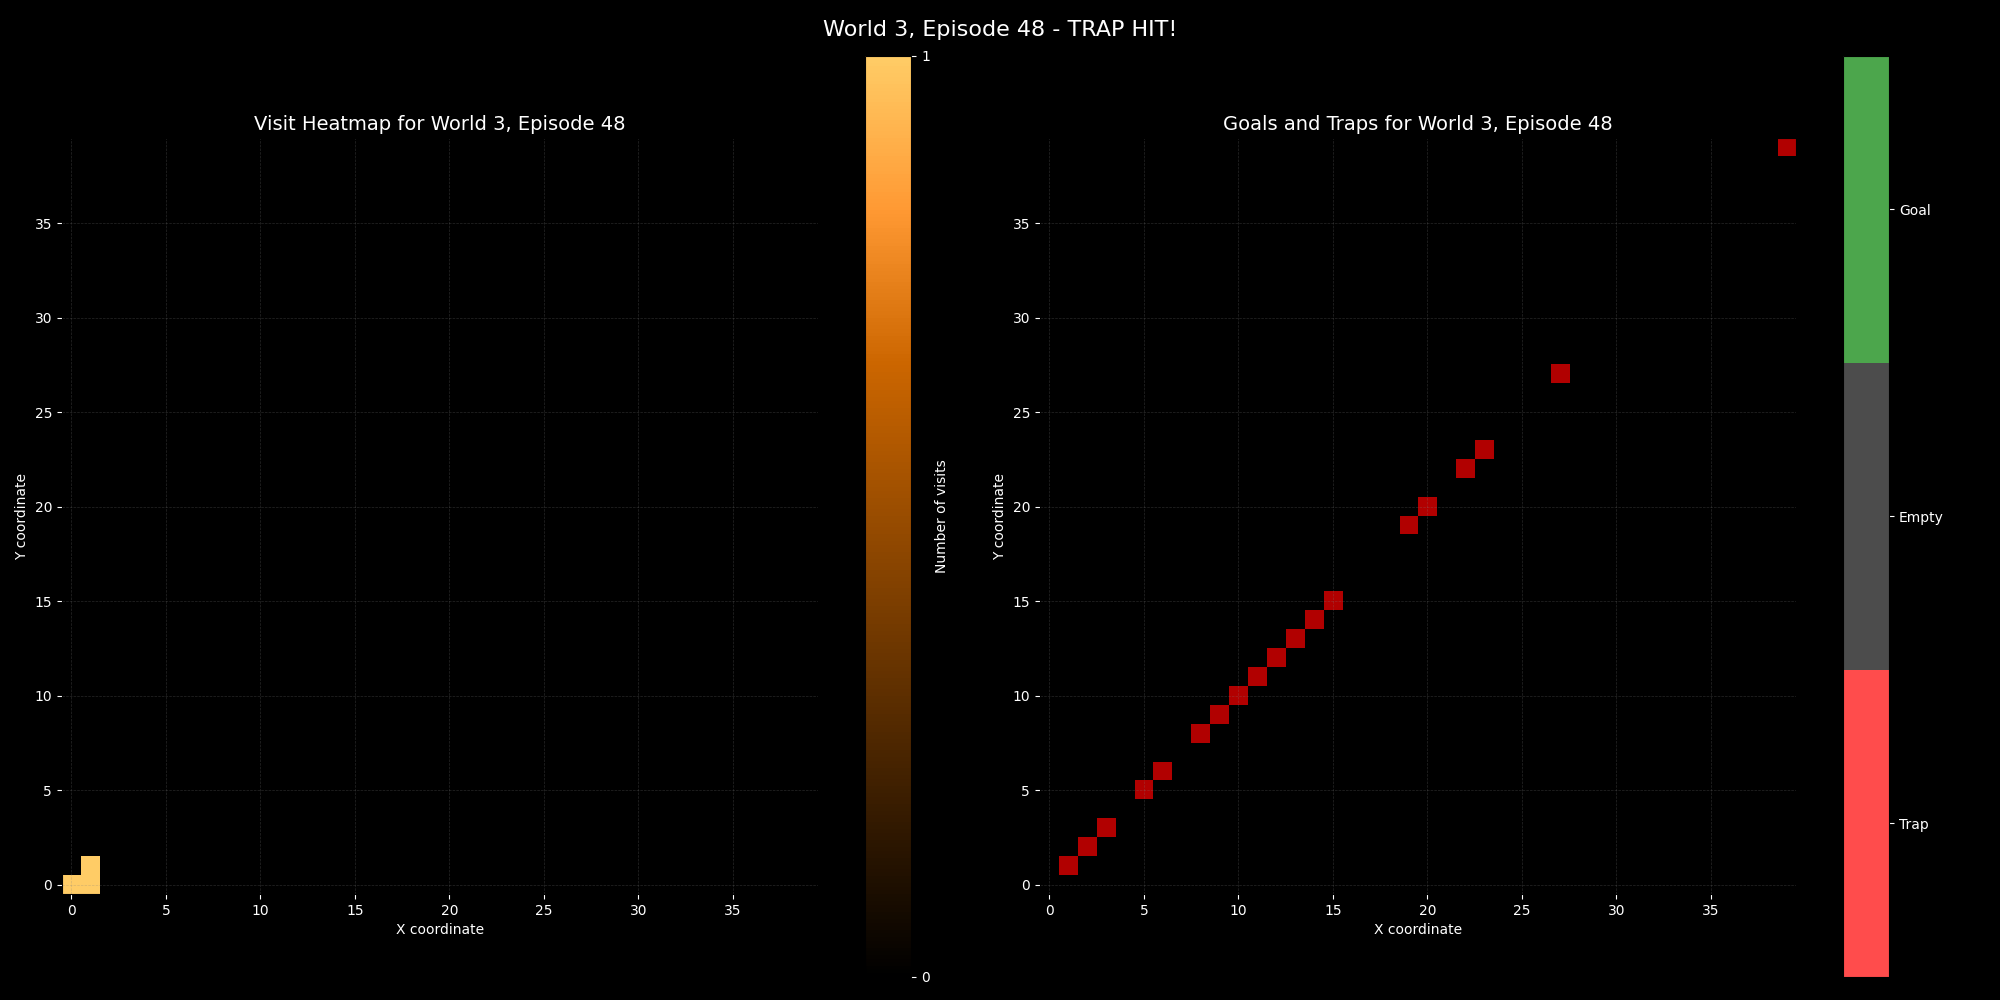 World 3, Episode 48 - TRAP HIT!
Visit Heatmap for World 3, Episode 48
35
30
25
20
15
10
5
0
Y coordinate
0 5 10 15 20 25 30 35
X coordinate
1
0
Number of visits
Goals and Traps for World 3, Episode 48
35
30
25
20
15
10
5
0
Y coordinate
0 5 10 15 20 25 30 35
X coordinate
Goal
Empty
Trap